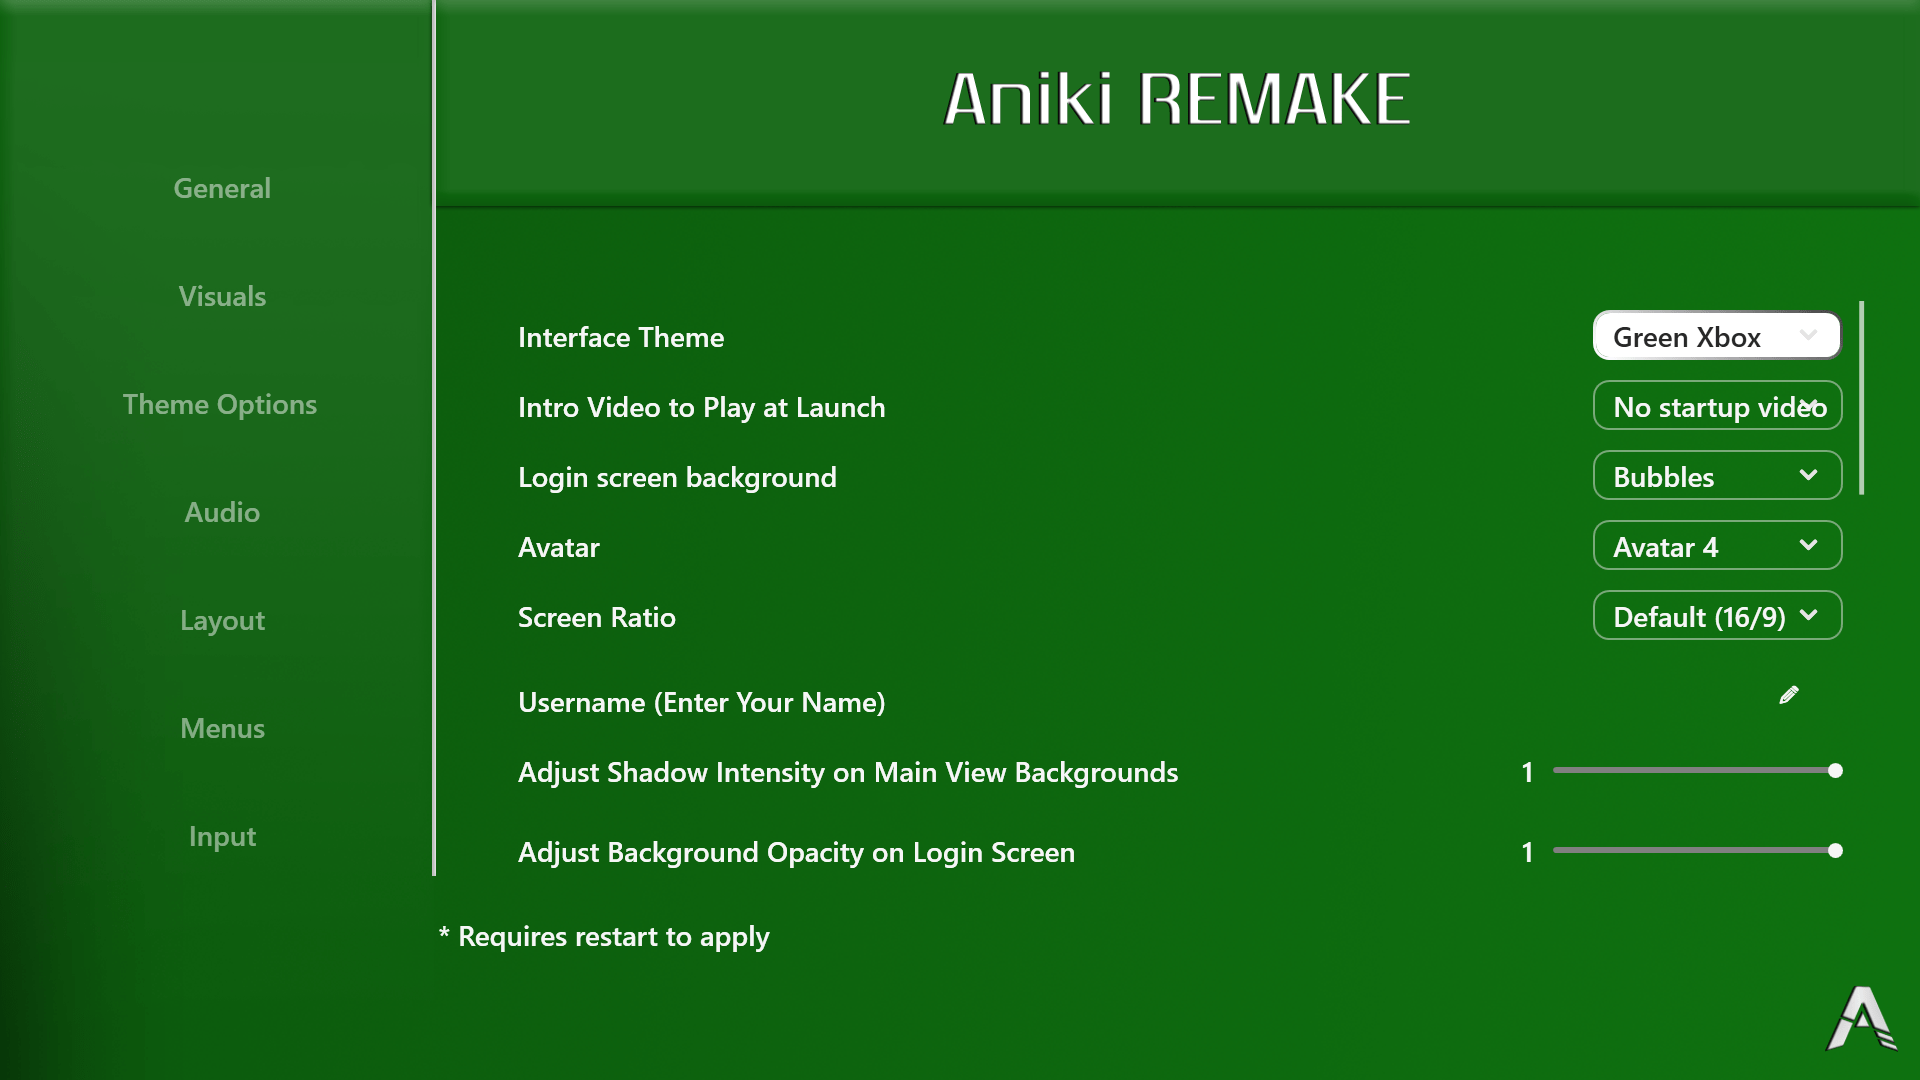 Aniki REMAKE
General
Visuals
Theme Options
Audio
Layout
Menus
Input
Interface Theme
Green Xbox
Intro Video to Play at Launch
No startup video
Login screen background
Bubbles
Avatar
Avatar 4
Screen Ratio
Default (16/9)
Username (Enter Your Name)
Adjust Shadow Intensity on Main View Backgrounds
1
Adjust Background Opacity on Login Screen
1
* Requires restart to apply